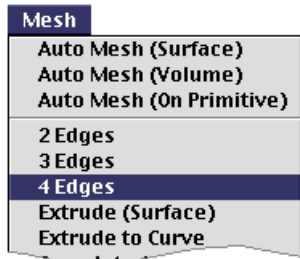 Mesh
Auto Mesh (Surface)
Auto Mesh (Volume)
Auto Mesh (On Primitive)
2 Edges
3 Edges
4 Edges
Extrude (Surface)
Extrude to Curve